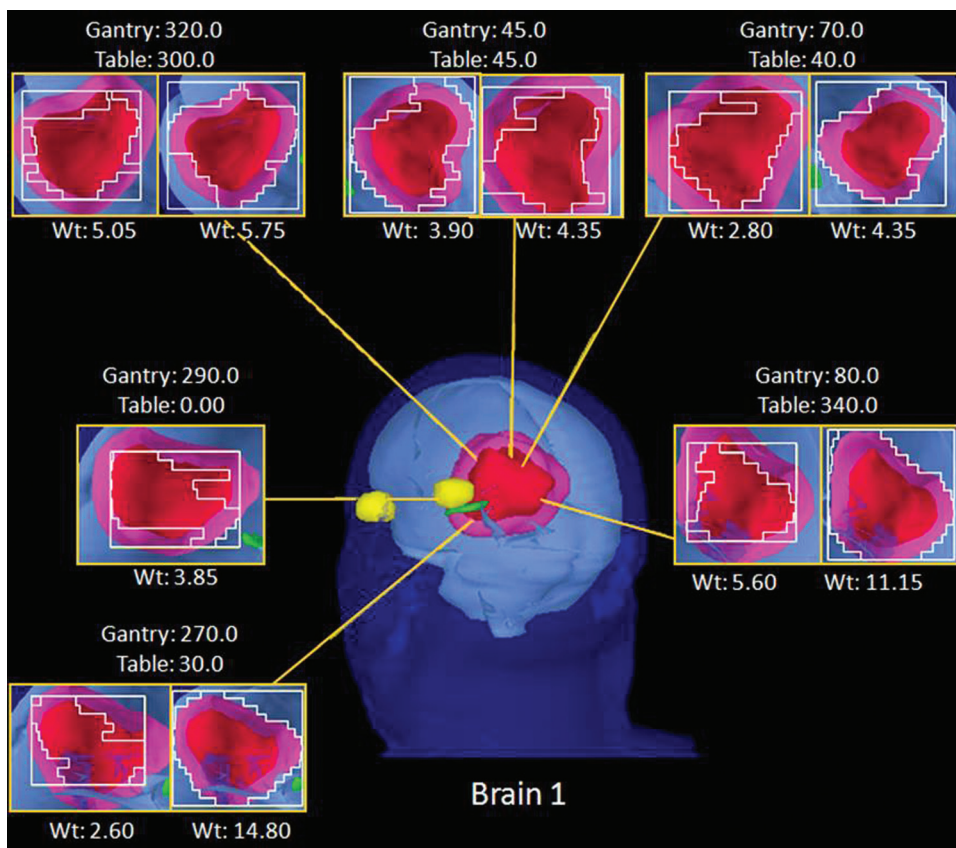 Gantry: 320.0
Table: 300.0
Wt: 5.05 Wt: 5.75
Gantry: 45.0
Table: 45.0
Wt: 3.90 Wt: 4.35
Gantry: 70.0
Table: 40.0
Wt: 2.80 Wt: 4.35
Gantry: 290.0
Table: 0.00
Wt: 3.85
Gantry: 80.0
Table: 340.0
Wt: 5.60 Wt: 11.15
Gantry: 270.0
Table: 30.0
Wt: 2.60 Wt: 14.80
Brain 1